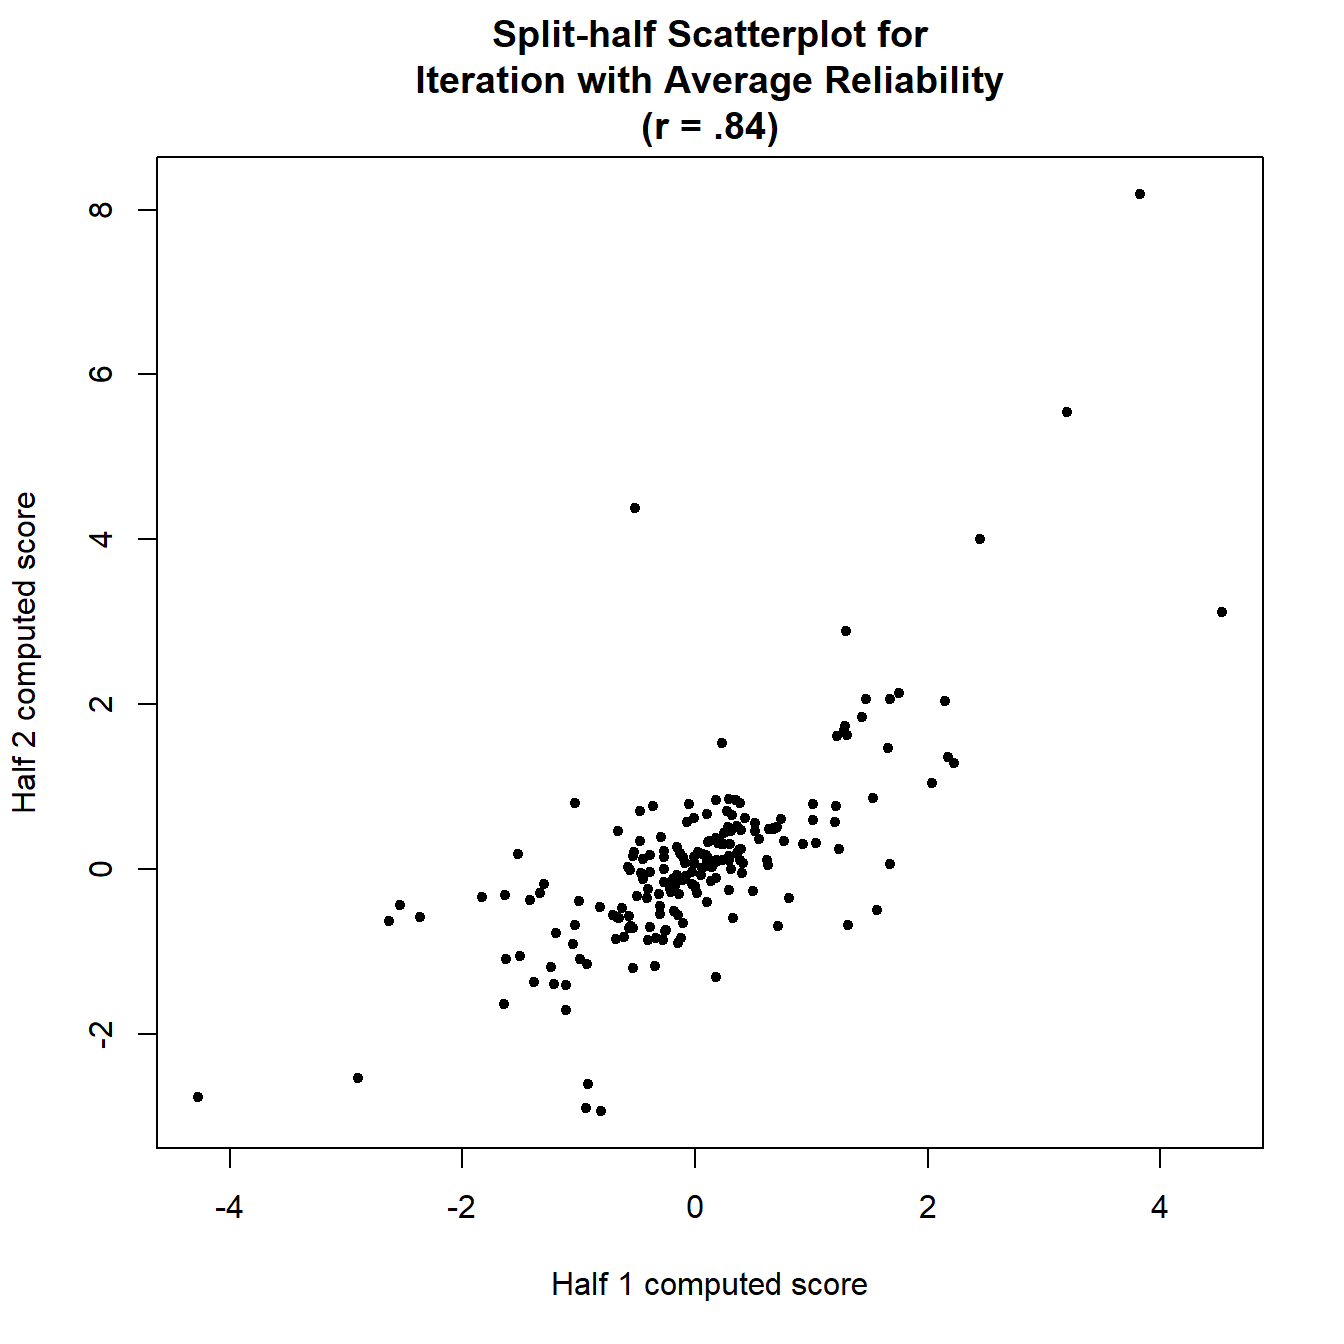 Split-half Scatterplot for
Iteration with Average Reliability
(r = .84)
8
6
4
2
0
-2
Half 2 computed score
-4 -2 0 2 4
Half 1 computed score